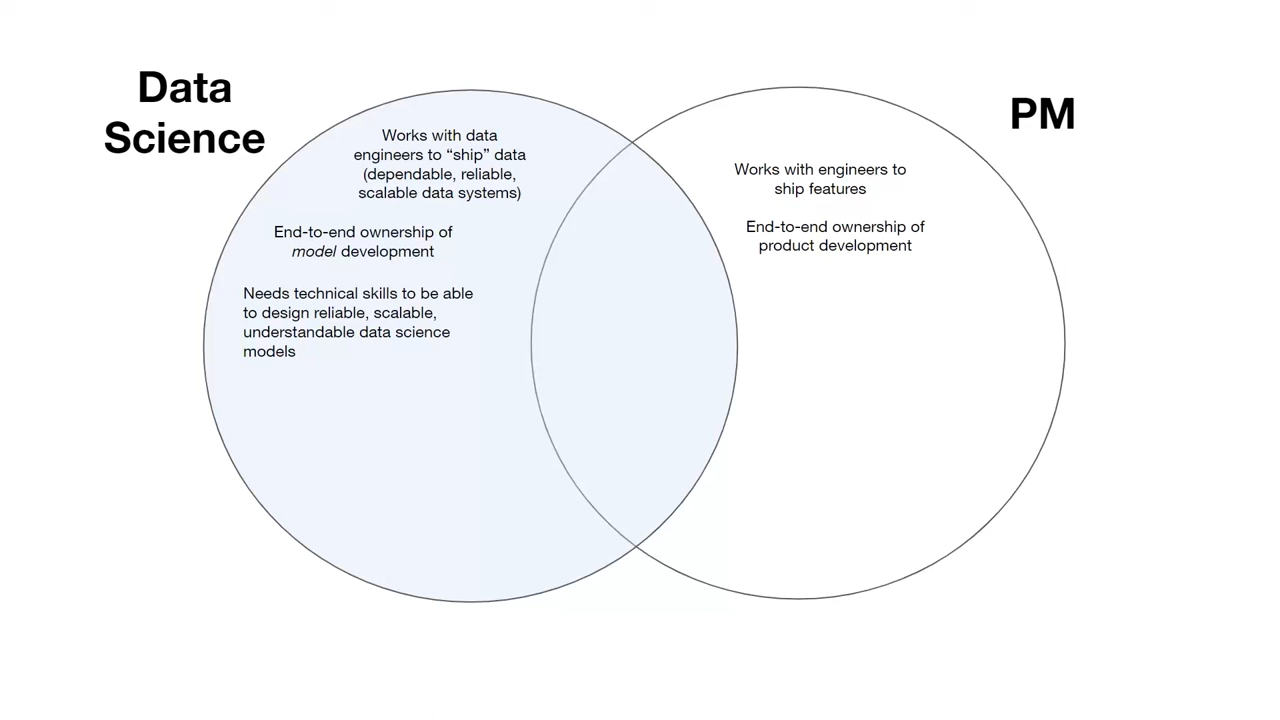 Data
Science
Works with data
engineers to “ship” data
(dependable, reliable,
scalable data systems)
End-to-end ownership of
model development
Needs technical skills to be able
to design reliable, scalable,
understandable data science
models
PM
Works with engineers to
ship features
End-to-end ownership of
product development